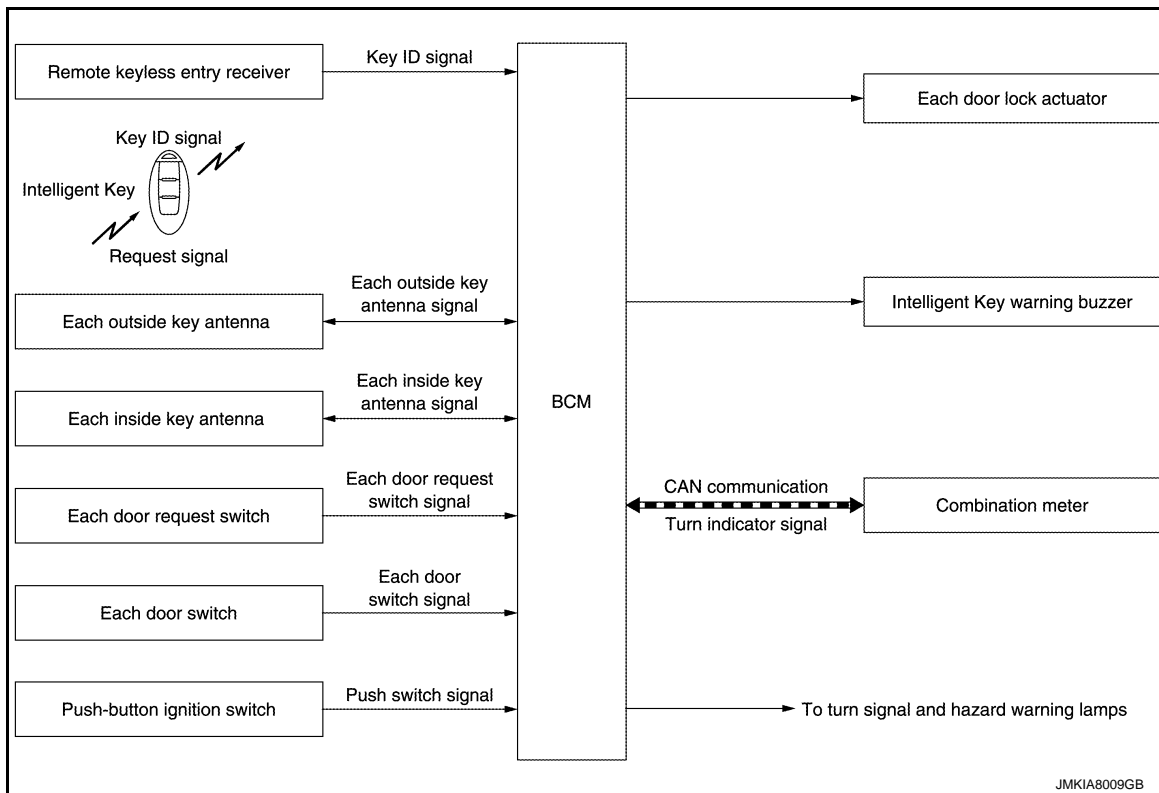 Remote keyless entry receiver
Key ID signal
Key ID signal
Intelligent Key
Request signal
Each outside key antenna
Each outside key
antenna signal
Each inside key antenna
Each inside key
antenna signal
Each door request switch
Each door request
switch signal
Each door switch
Each door
switch signal
Push-button ignition switch
Push switch signal
BCM
Each door lock actuator
Intelligent Key warning buzzer
CAN communication
Turn indicator signal
Combination meter
To turn signal and hazard warning lamps
JMKIA8009GB